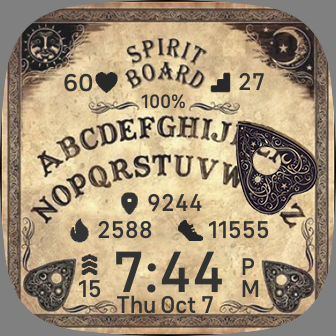 SPIRIT
BOARD
60 27
100%
ABCDEFGHIJ
NOPQRSTUVW Z
9244
2588 11555
15 7:44 PM
Thu Oct 7